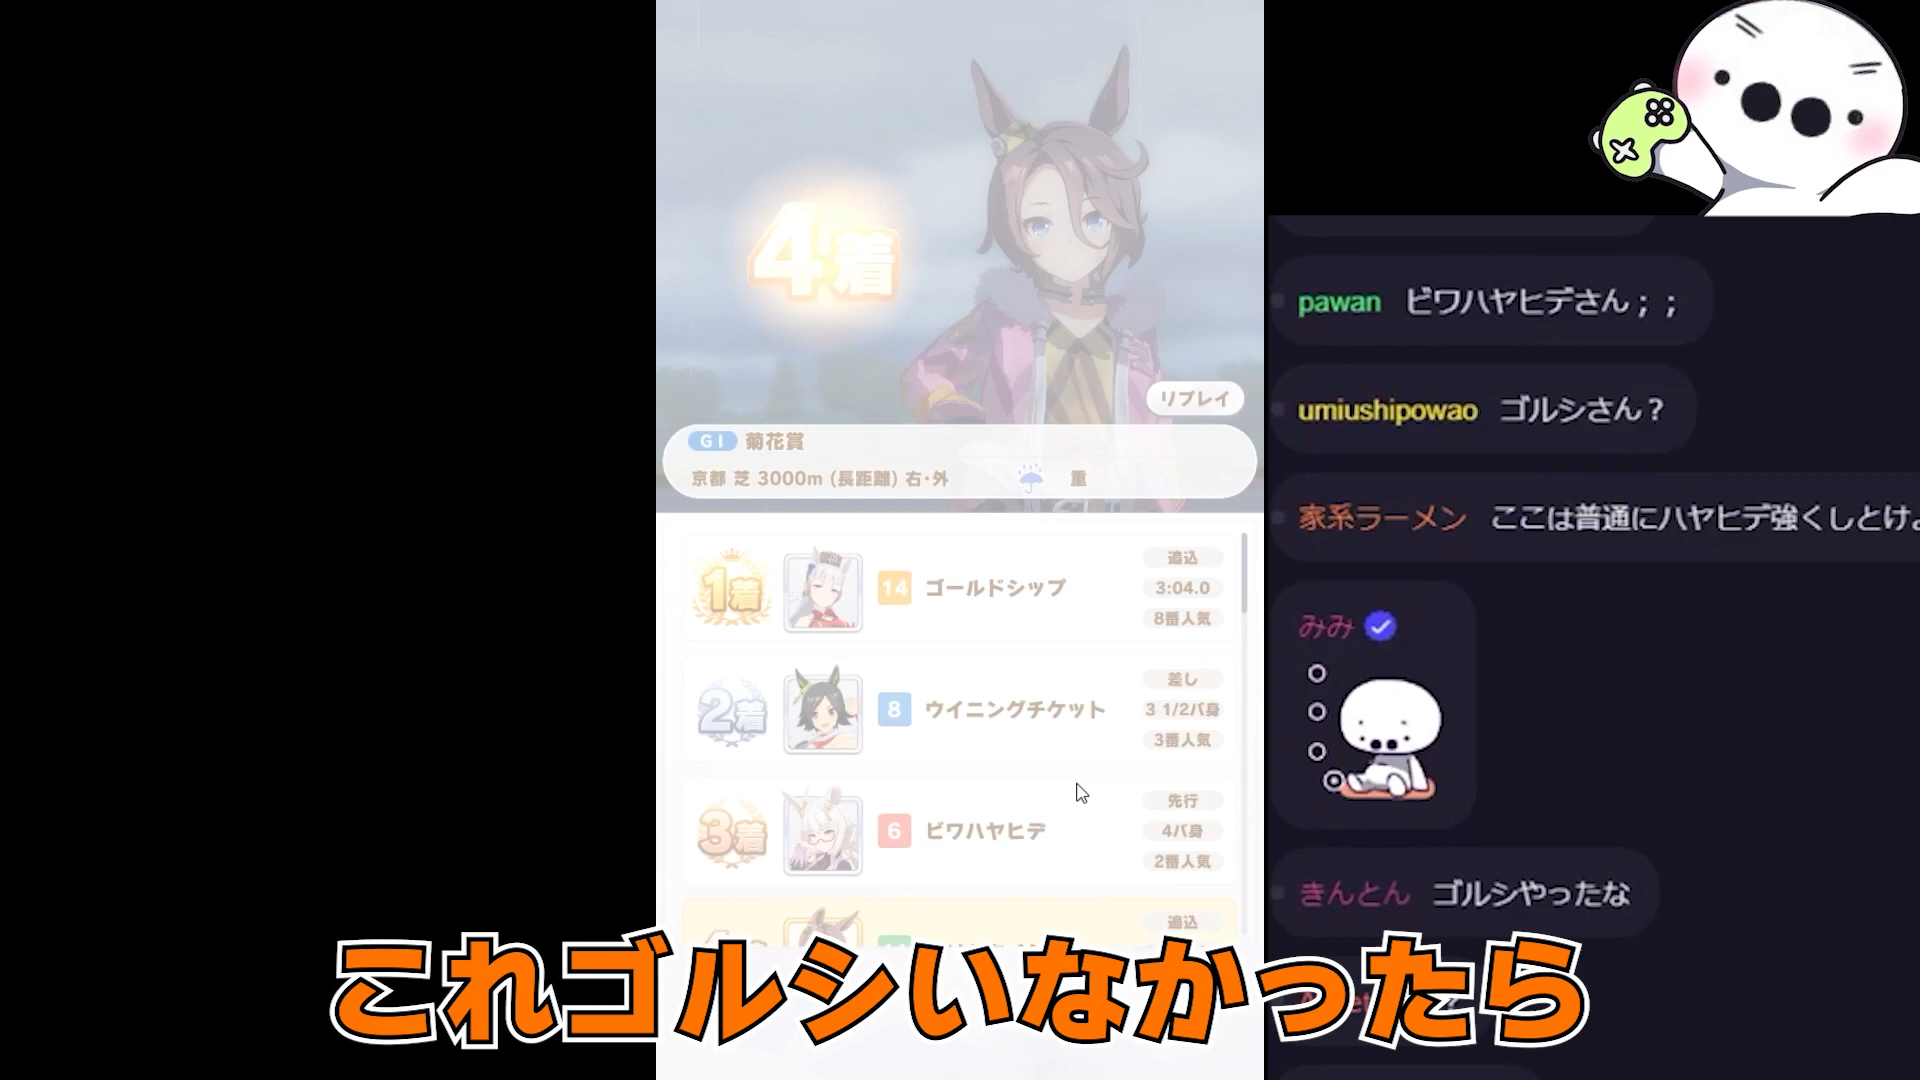 4着
リプレイ
GI 菊花賞
京都 芝 3000m (長距離) 右・外 重
1着 14 ゴールドシップ
追込
3:04.0
8番人気
2着 8 ウイニングチケット
差し
3 1/2バ身
3番人気
3着 6 ビワハヤヒデ
先行
4バ身
2番人気
追込
pawan ビワハヤヒデさん；；
umiushipowao ゴルシさん？
家系ラーメン ここは普通にハヤヒデ強くしとけ
みみ
きんとん ゴルシやったな
これゴルシいなかったら